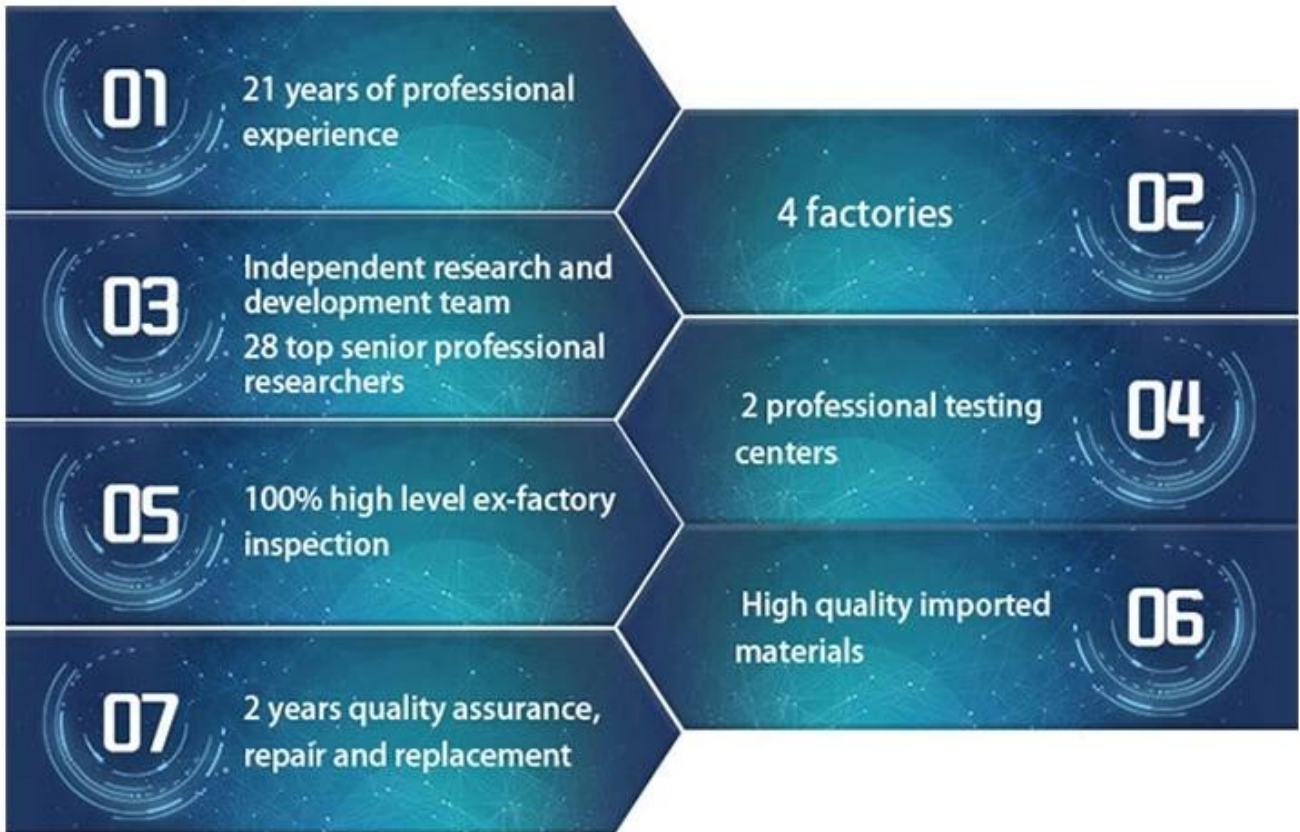 01
21 years of professional
experience
02
4 factories
03
Independent research and
development team
28 top senior professional
researchers
04
2 professional testing
centers
05
100% high level ex-factory
inspection
06
High quality imported
materials
07
2 years quality assurance,
repair and replacement